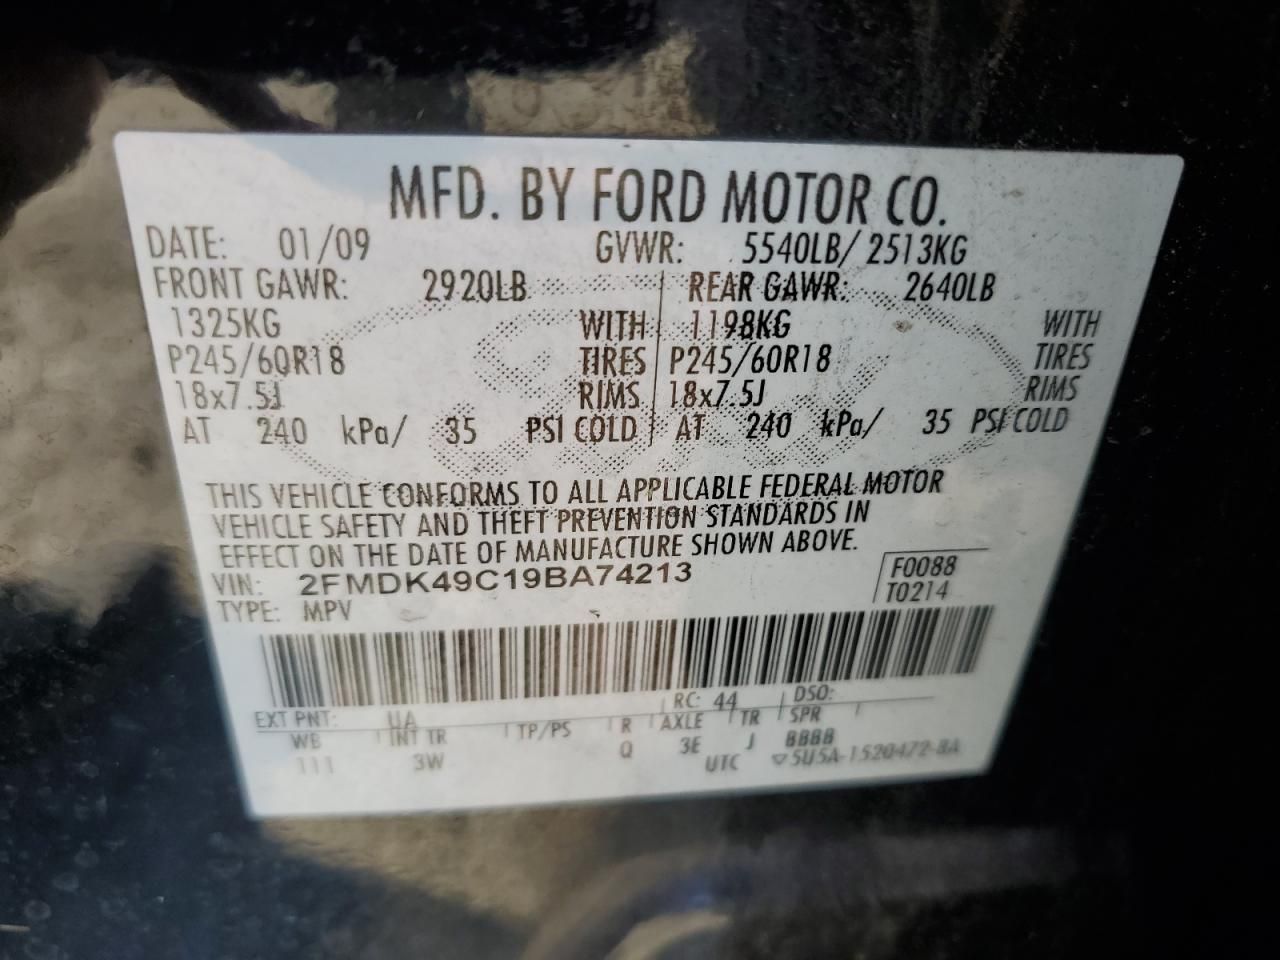 MFD. BY FORD MOTOR CO.
DATE: 01/09 GVWR: 5540LB/ 2513KG
FRONT GAWR: 2920LB REAR GAWR: 2640LB
1325KG WITH 1198KG WITH
P245/60R18 TIRES P245/60R18 TIRES
18x7.5J RIMS 18x7.5J RIMS
AT 240 kPa/ 35 PSI COLD AT 240 kPa/ 35 PSI COLD
THIS VEHICLE CONFORMS TO ALL APPLICABLE FEDERAL MOTOR
VEHICLE SAFETY AND THEFT PREVENTION STANDARDS IN
EFFECT ON THE DATE OF MANUFACTURE SHOWN ABOVE.
VIN: 2FMDK49C19BA74213 F0088
TYPE: MPV T0214
EXT PNT: UA RC: 44 DSO:
WB INT TR TP/PS R AXLE TR SPR
111 3W Q 3E J 8888
UTC ▽5U5A-1520472-BA